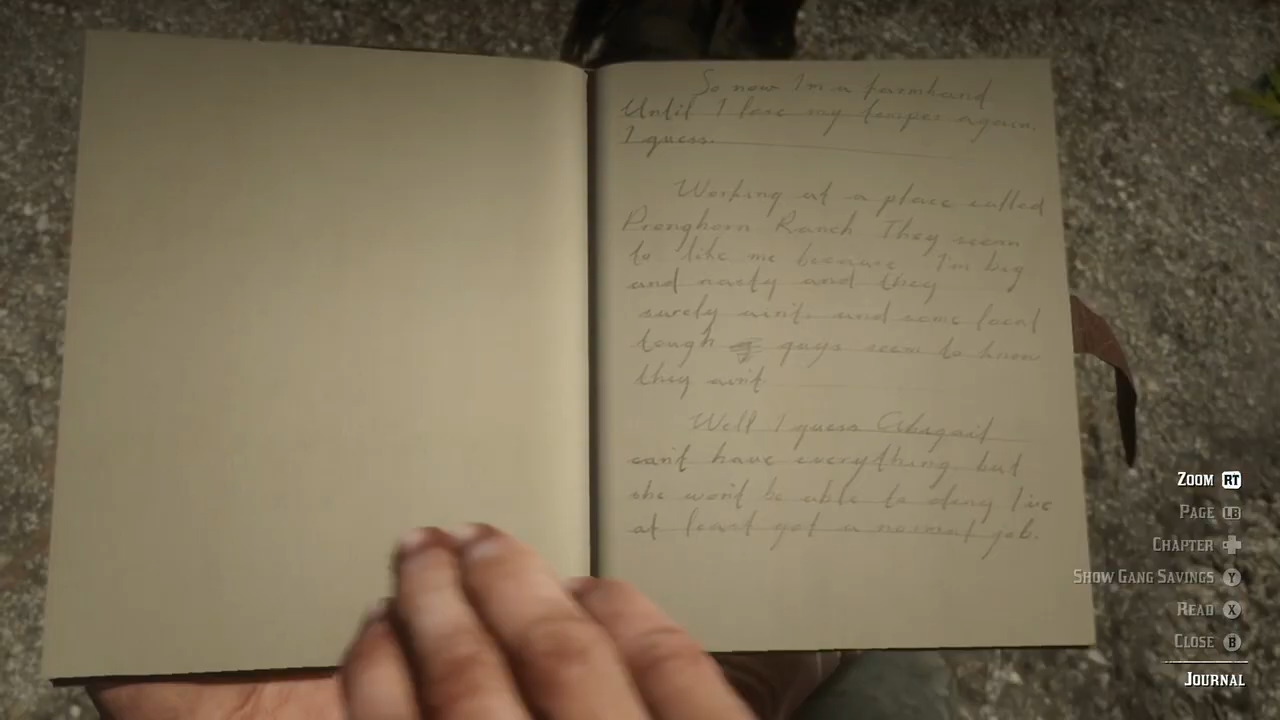 So now I'm a farmhand
Until I lose my temper again.
I guess.
Working at a place called
Pronghorn Ranch They seem
to like me because I'm big
and nasty and they
surely ain't, and some local
tough guys seem to know
they ain't.
Well I guess Abigail
can't have everything, but
she won't be able to deny I've
at least got a normal job.
ZOOM RT
PAGE LB
CHAPTER
SHOW GANG SAVINGS Y
READ X
CLOSE B
JOURNAL